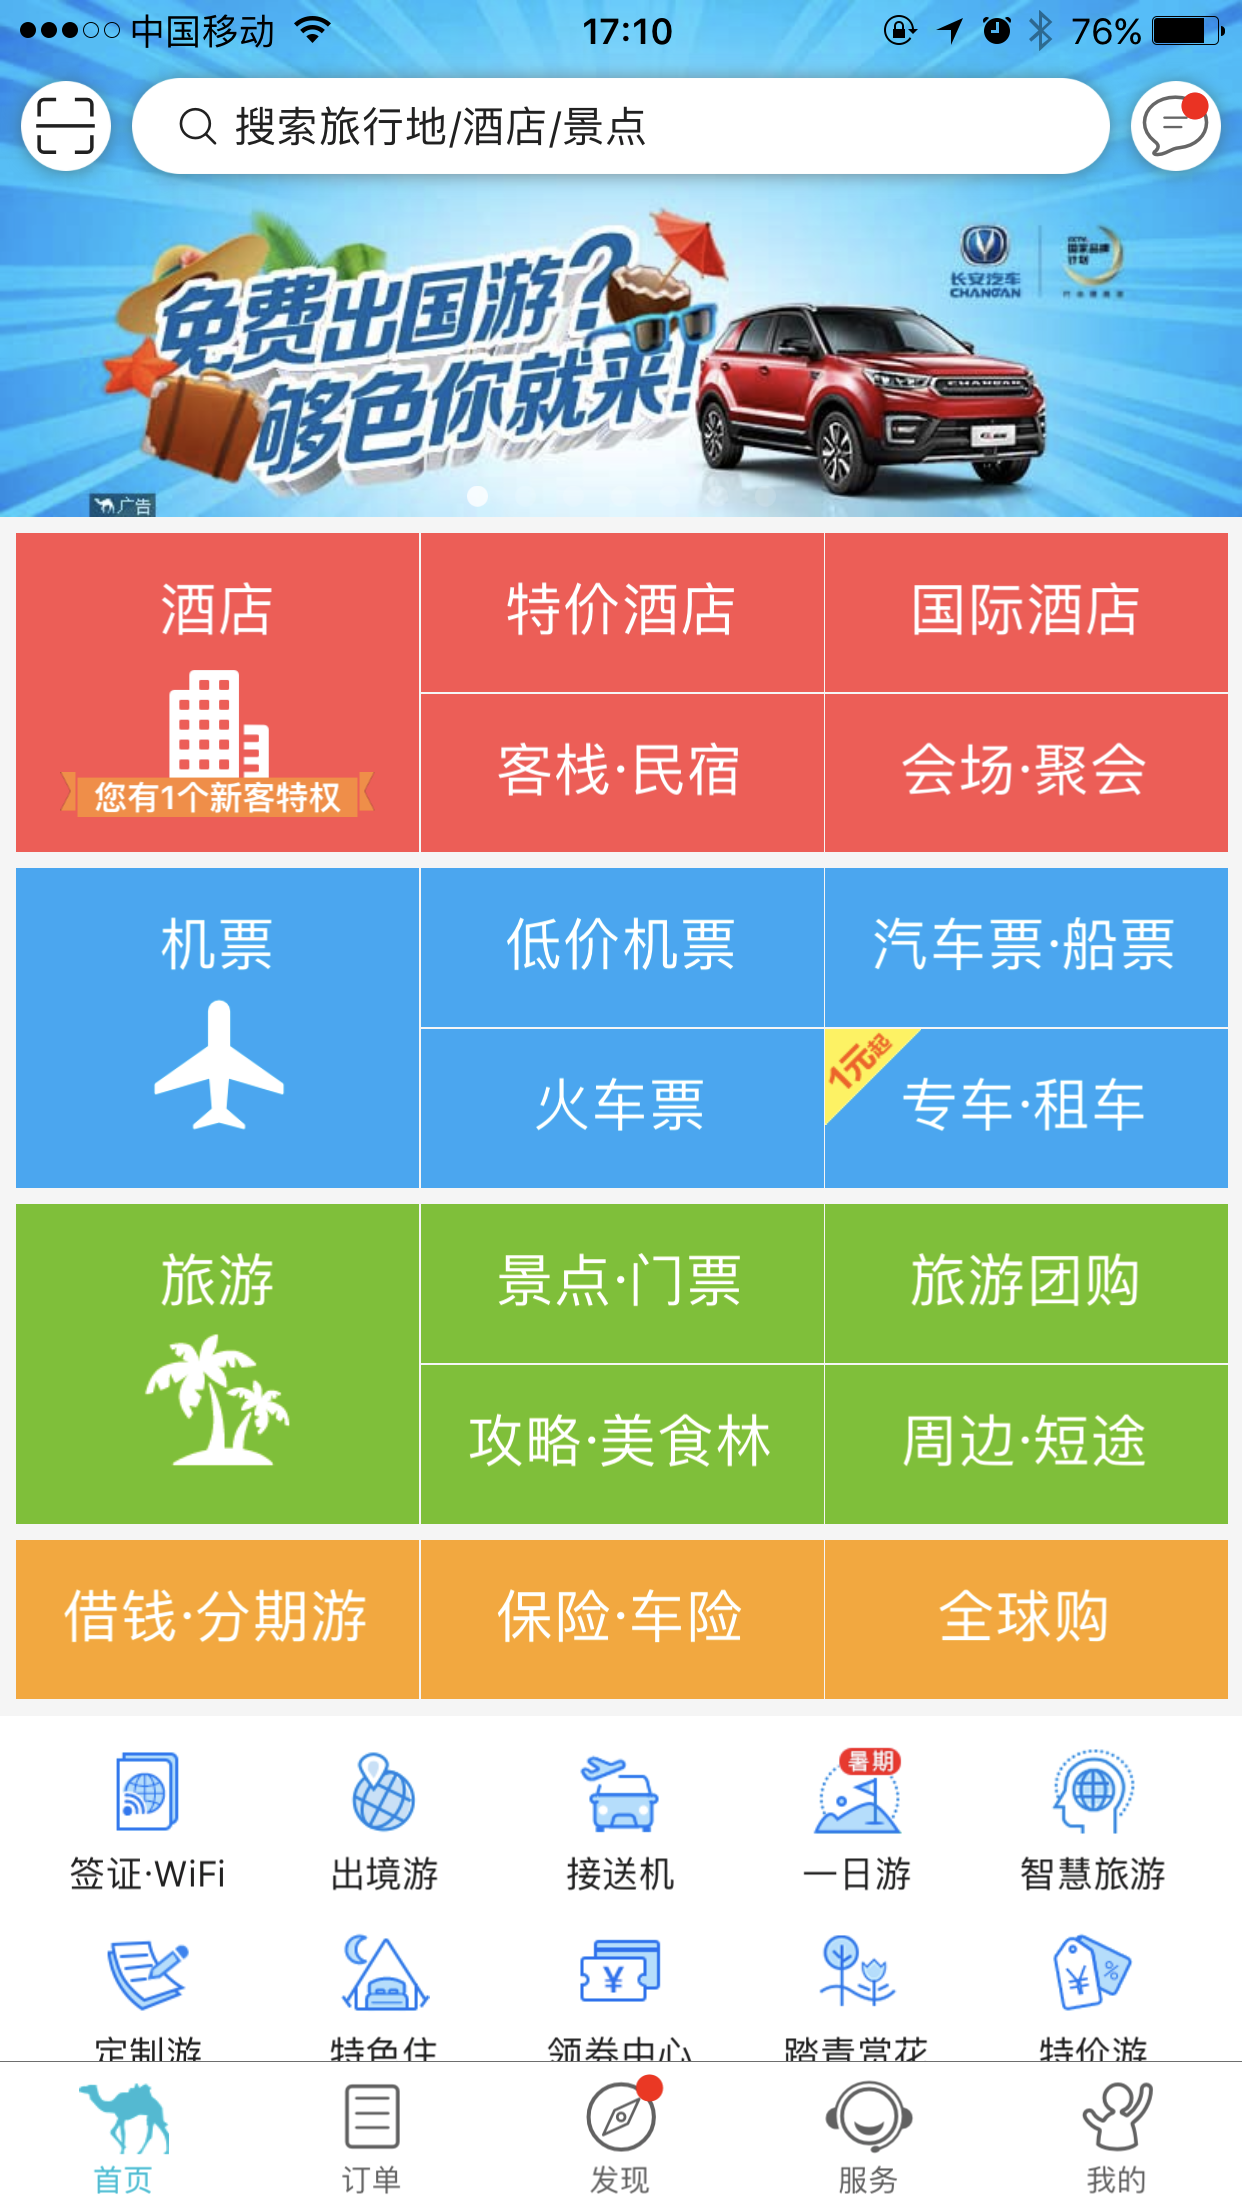 中国移动 17:10 76%
搜索旅行地/酒店/景点
长安汽车
CHANGAN
国家品牌
计划
免费出国游?
够色你就来!
CHANGAN
广告
酒店
特价酒店
国际酒店
您有1个新客特权
客栈·民宿
会场·聚会
机票
低价机票
汽车票·船票
火车票
1元起
专车·租车
旅游
景点·门票
旅游团购
攻略·美食林
周边·短途
借钱·分期游
保险·车险
全球购
暑期
签证·WiFi
出境游
接送机
一日游
智慧旅游
¥
¥ %
定制游
特色住
领券中心
踏青赏花
特价游
首页
订单
发现
服务
我的